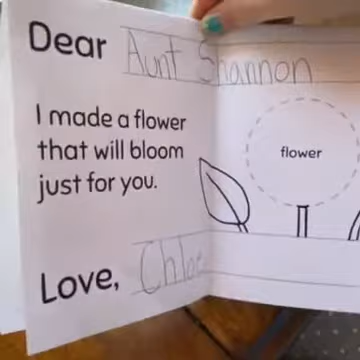 Dear Aunt Shannon
I made a flower
that will bloom
just for you.
flower
Love, Chloe